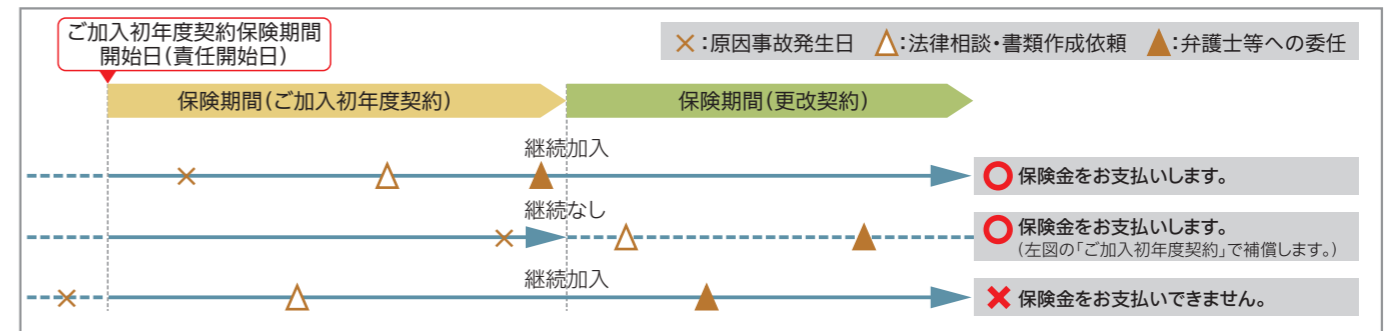 ご加入初年度契約保険期間
開始日(責任開始日)
×:原因事故発生日 △:法律相談・書類作成依頼 ▲:弁護士等への委任
保険期間(ご加入初年度契約) 保険期間(更改契約)
継続加入
保険金をお支払いします。
継続なし
保険金をお支払いします。
(左図の「ご加入初年度契約」で補償します。)
継続加入
保険金をお支払いできません。